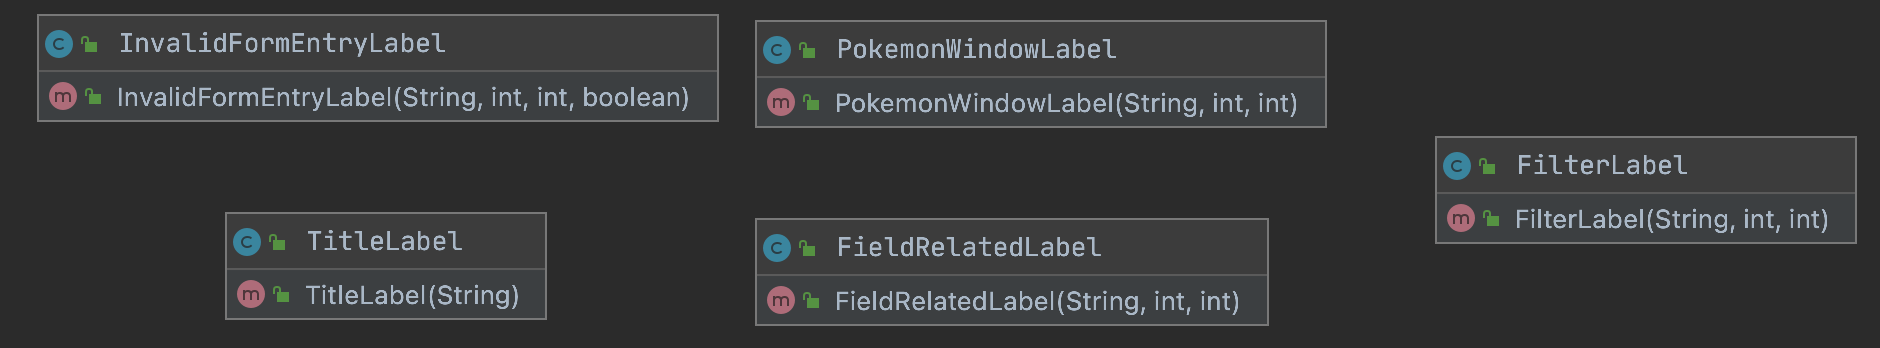 C InvalidFormEntryLabel
m InvalidFormEntryLabel(String, int, int, boolean)
C PokemonWindowLabel
m PokemonWindowLabel(String, int, int)
C FilterLabel
m FilterLabel(String, int, int)
C TitleLabel
m TitleLabel(String)
C FieldRelatedLabel
m FieldRelatedLabel(String, int, int)